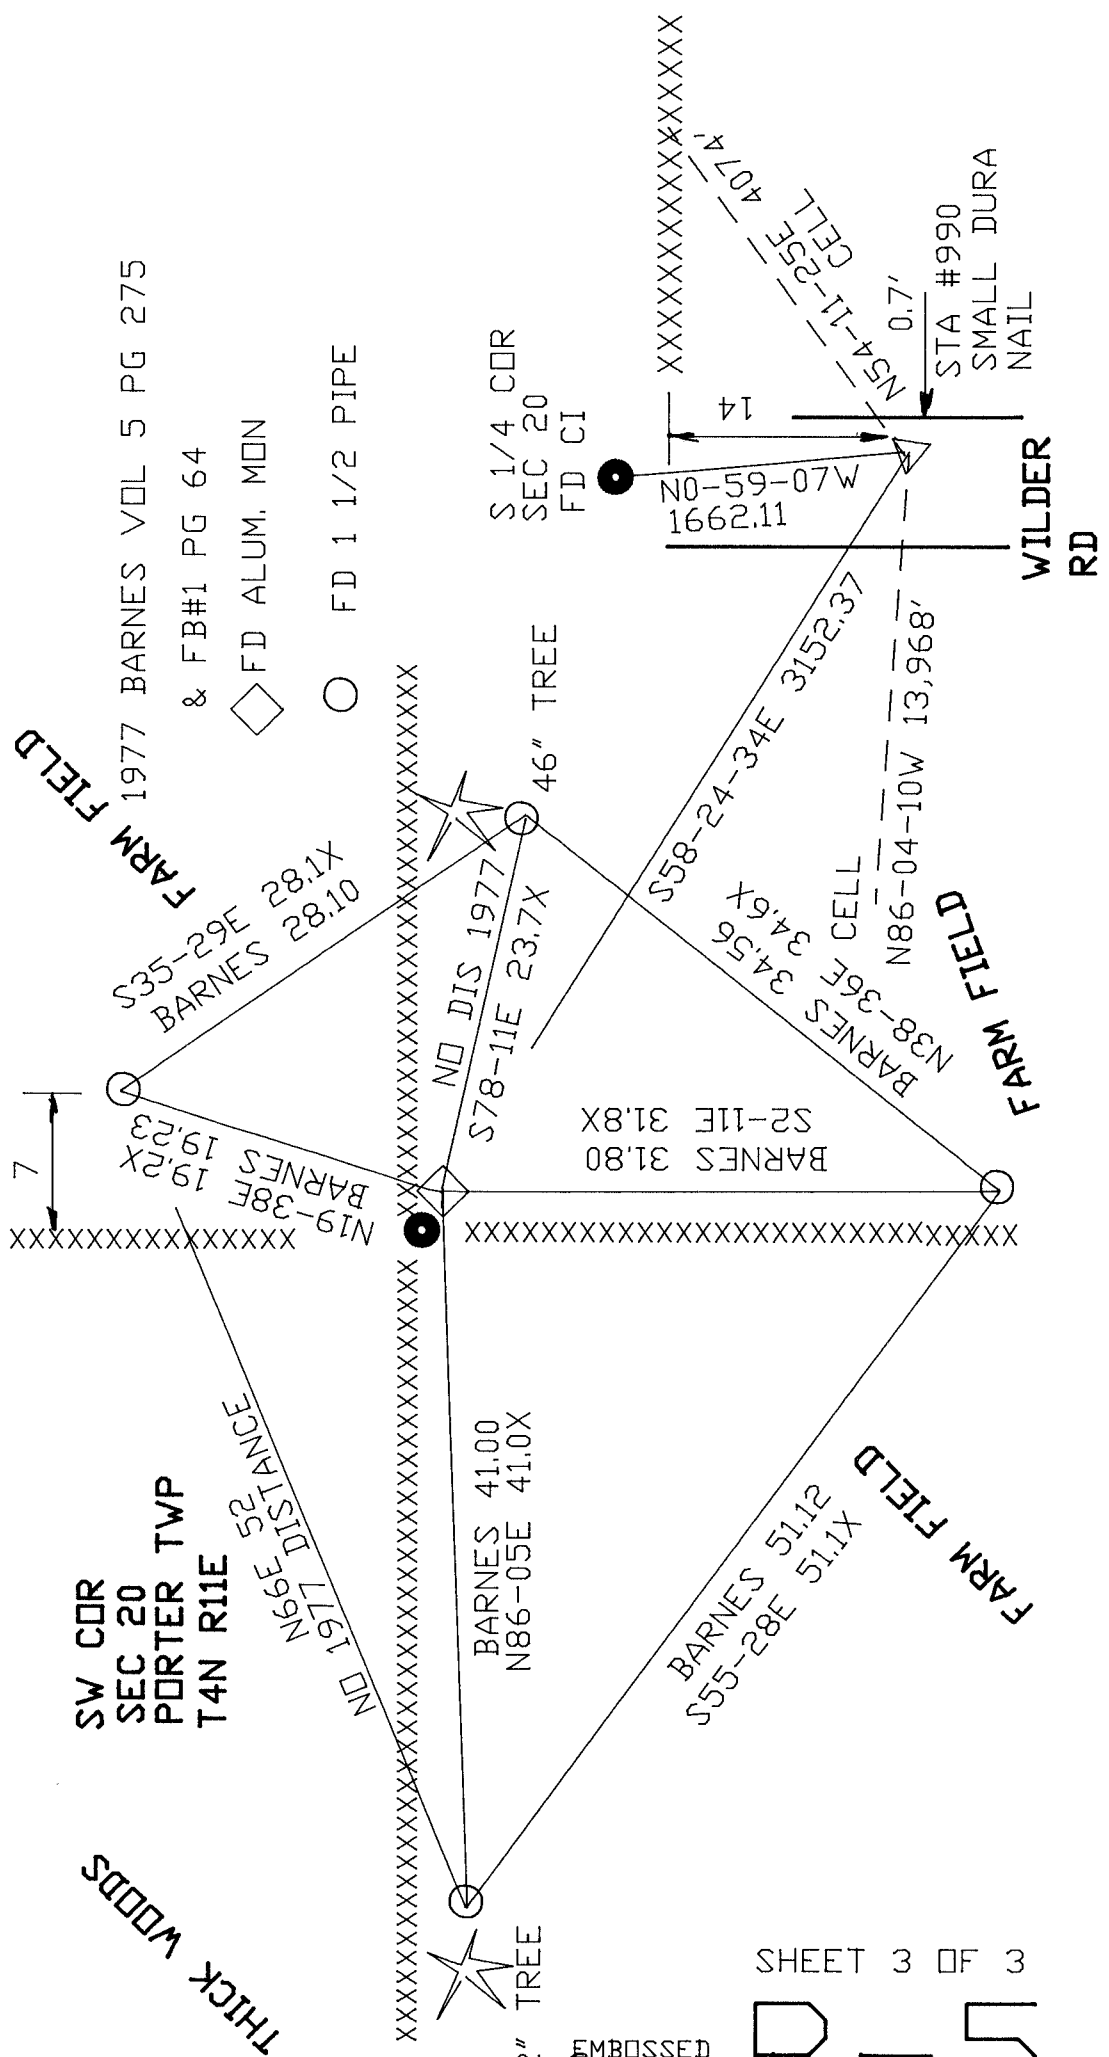 SW COR
SEC 20
PORTER TWP
T4N R11E
THICK WOODS
N66E 52
NO 1977 DISTANCE
7
N19-38E 19.2X
BARNES 19.23
S35-29E 28.1X
BARNES 28.10
FARM FIELD
1977 BARNES VOL 5 PG 275
& FB#1 PG 64
FD ALUM. MON
FD 1 1/2 PIPE
NO DIS 1977
S78-11E 23.7X
46" TREE
TREE
BARNES 41.00
N86-05E 41.0X
BARNES 31.80
S2-11E 31.8X
BARNES 34.56
N38-36E 34.6X
BARNES 51.12
S55-28E 51.1X
FARM FIELD
FARM FIELD
S58-24-34E 3152.37
CELL
N86-04-10W 13,968'
S 1/4 COR
SEC 20
FD CI
N0-59-07W
1662.11
14
N54-11-25E 4074'
CELL
0.7'
STA #990
SMALL DURA
NAIL
WILDER
RD
EMBOSSED
SHEET 3 OF 3